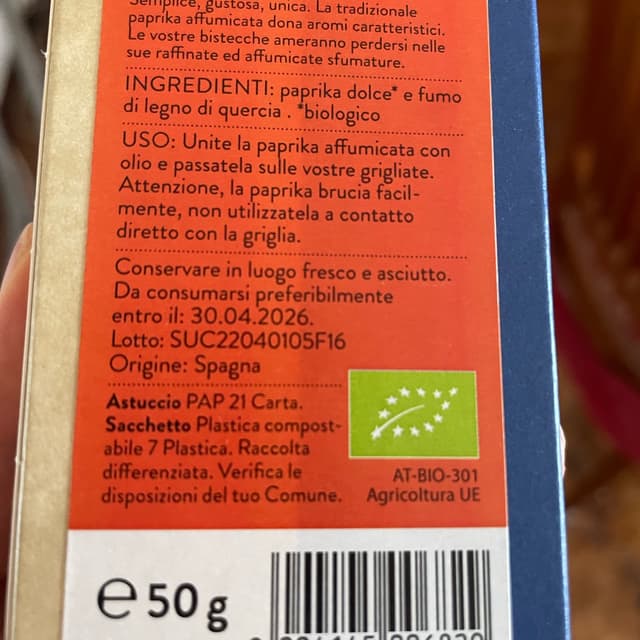 Semplice, gustosa, unica. La tradizionale
paprika affumicata dona aromi caratteristici.
Le vostre bistecche ameranno perdersi nelle
sue raffinate ed affumicate sfumature.
INGREDIENTI: paprika dolce* e fumo
di legno di quercia . *biologico
USO: Unite la paprika affumicata con
olio e passatela sulle vostre grigliate.
Attenzione, la paprika brucia facil-
mente, non utilizzatela a contatto
diretto con la griglia.
Conservare in luogo fresco e asciutto.
Da consumarsi preferibilmente
entro il: 30.04.2026.
Lotto: SUC22040105F16
Origine: Spagna
Astuccio PAP 21 Carta.
Sacchetto Plastica compost-
abile 7 Plastica. Raccolta
differenziata. Verifica le
disposizioni del tuo Comune.
AT-BIO-301
Agricoltura UE
e 50 g